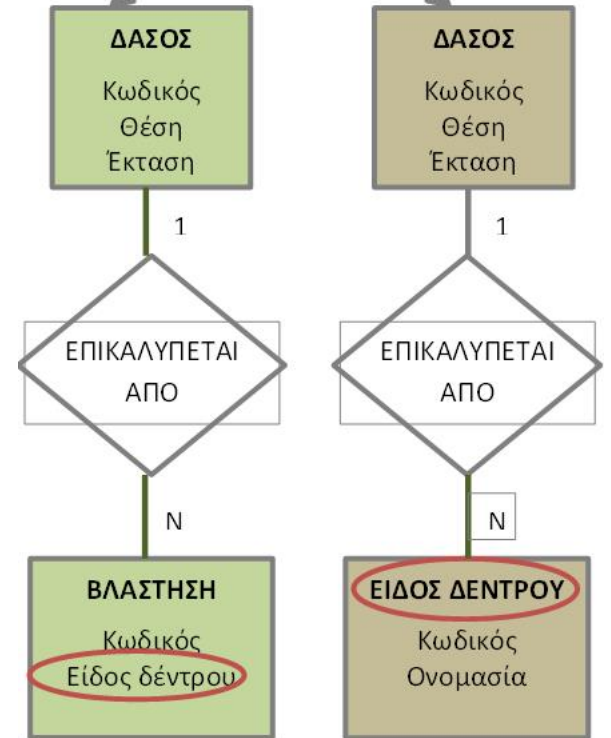 ΔΑΣΟΣ
Κωδικός
Θέση
Έκταση
1
ΕΠΙΚΑΛΥΠΕΤΑΙ
ΑΠΟ
N
ΒΛΑΣΤΗΣΗ
Κωδικός
Είδος δέντρου
ΔΑΣΟΣ
Κωδικός
Θέση
Έκταση
1
ΕΠΙΚΑΛΥΠΕΤΑΙ
ΑΠΟ
N
ΕΙΔΟΣ ΔΕΝΤΡΟΥ
Κωδικός
Ονομασία